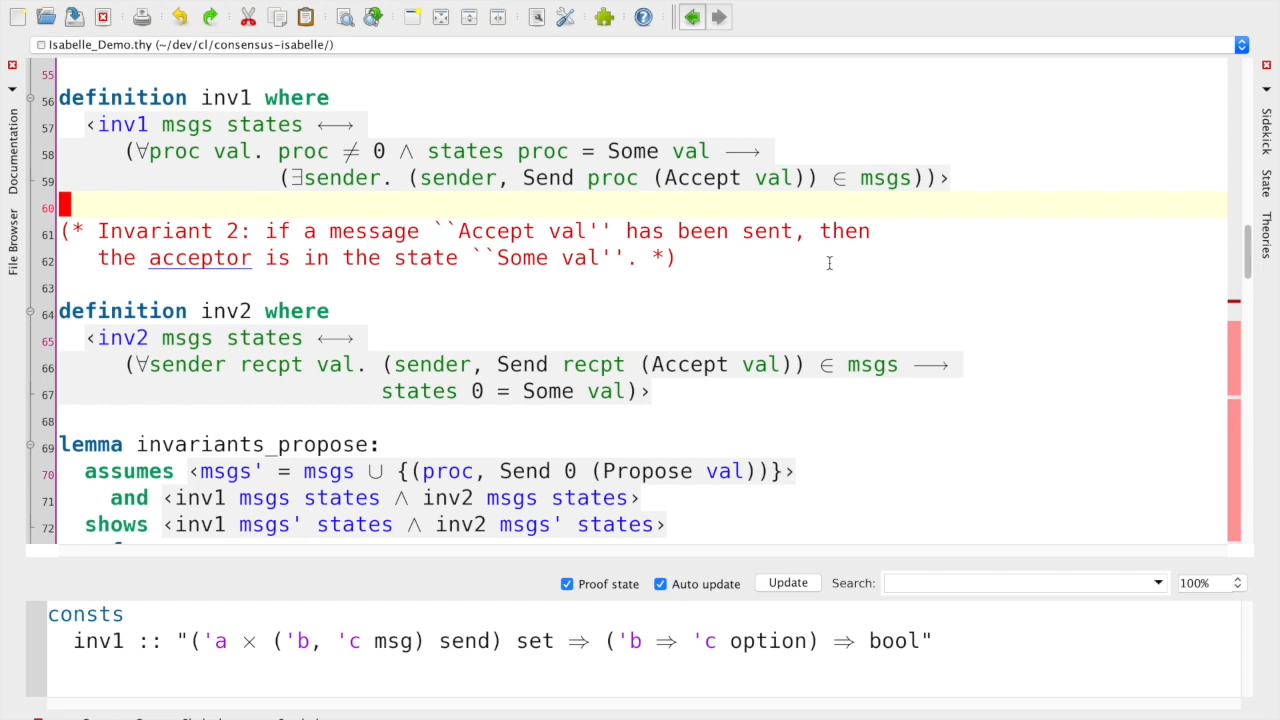 Isabelle_Demo.thy (~/dev/cl/consensus-isabelle/)
55
56 definition inv1 where
57 ‹inv1 msgs states ⟷
58 (∀proc val. proc ≠ 0 ∧ states proc = Some val ⟶
59 (∃sender. (sender, Send proc (Accept val)) ∈ msgs))›
60
61 (* Invariant 2: if a message ``Accept val'' has been sent, then
62 the acceptor is in the state ``Some val''. *)
63
64 definition inv2 where
65 ‹inv2 msgs states ⟷
66 (∀sender recpt val. (sender, Send recpt (Accept val)) ∈ msgs ⟶
67 states 0 = Some val)›
68
69 lemma invariants_propose:
70 assumes ‹msgs' = msgs ∪ {(proc, Send 0 (Propose val))}›
71 and ‹inv1 msgs states ∧ inv2 msgs states›
72 shows ‹inv1 msgs' states ∧ inv2 msgs' states›
Documentation
File Browser
Sidekick
State
Theories
Proof state Auto update Update Search: 100%
consts
inv1 :: "('a × ('b, 'c msg) send) set ⇒ ('b ⇒ 'c option) ⇒ bool"